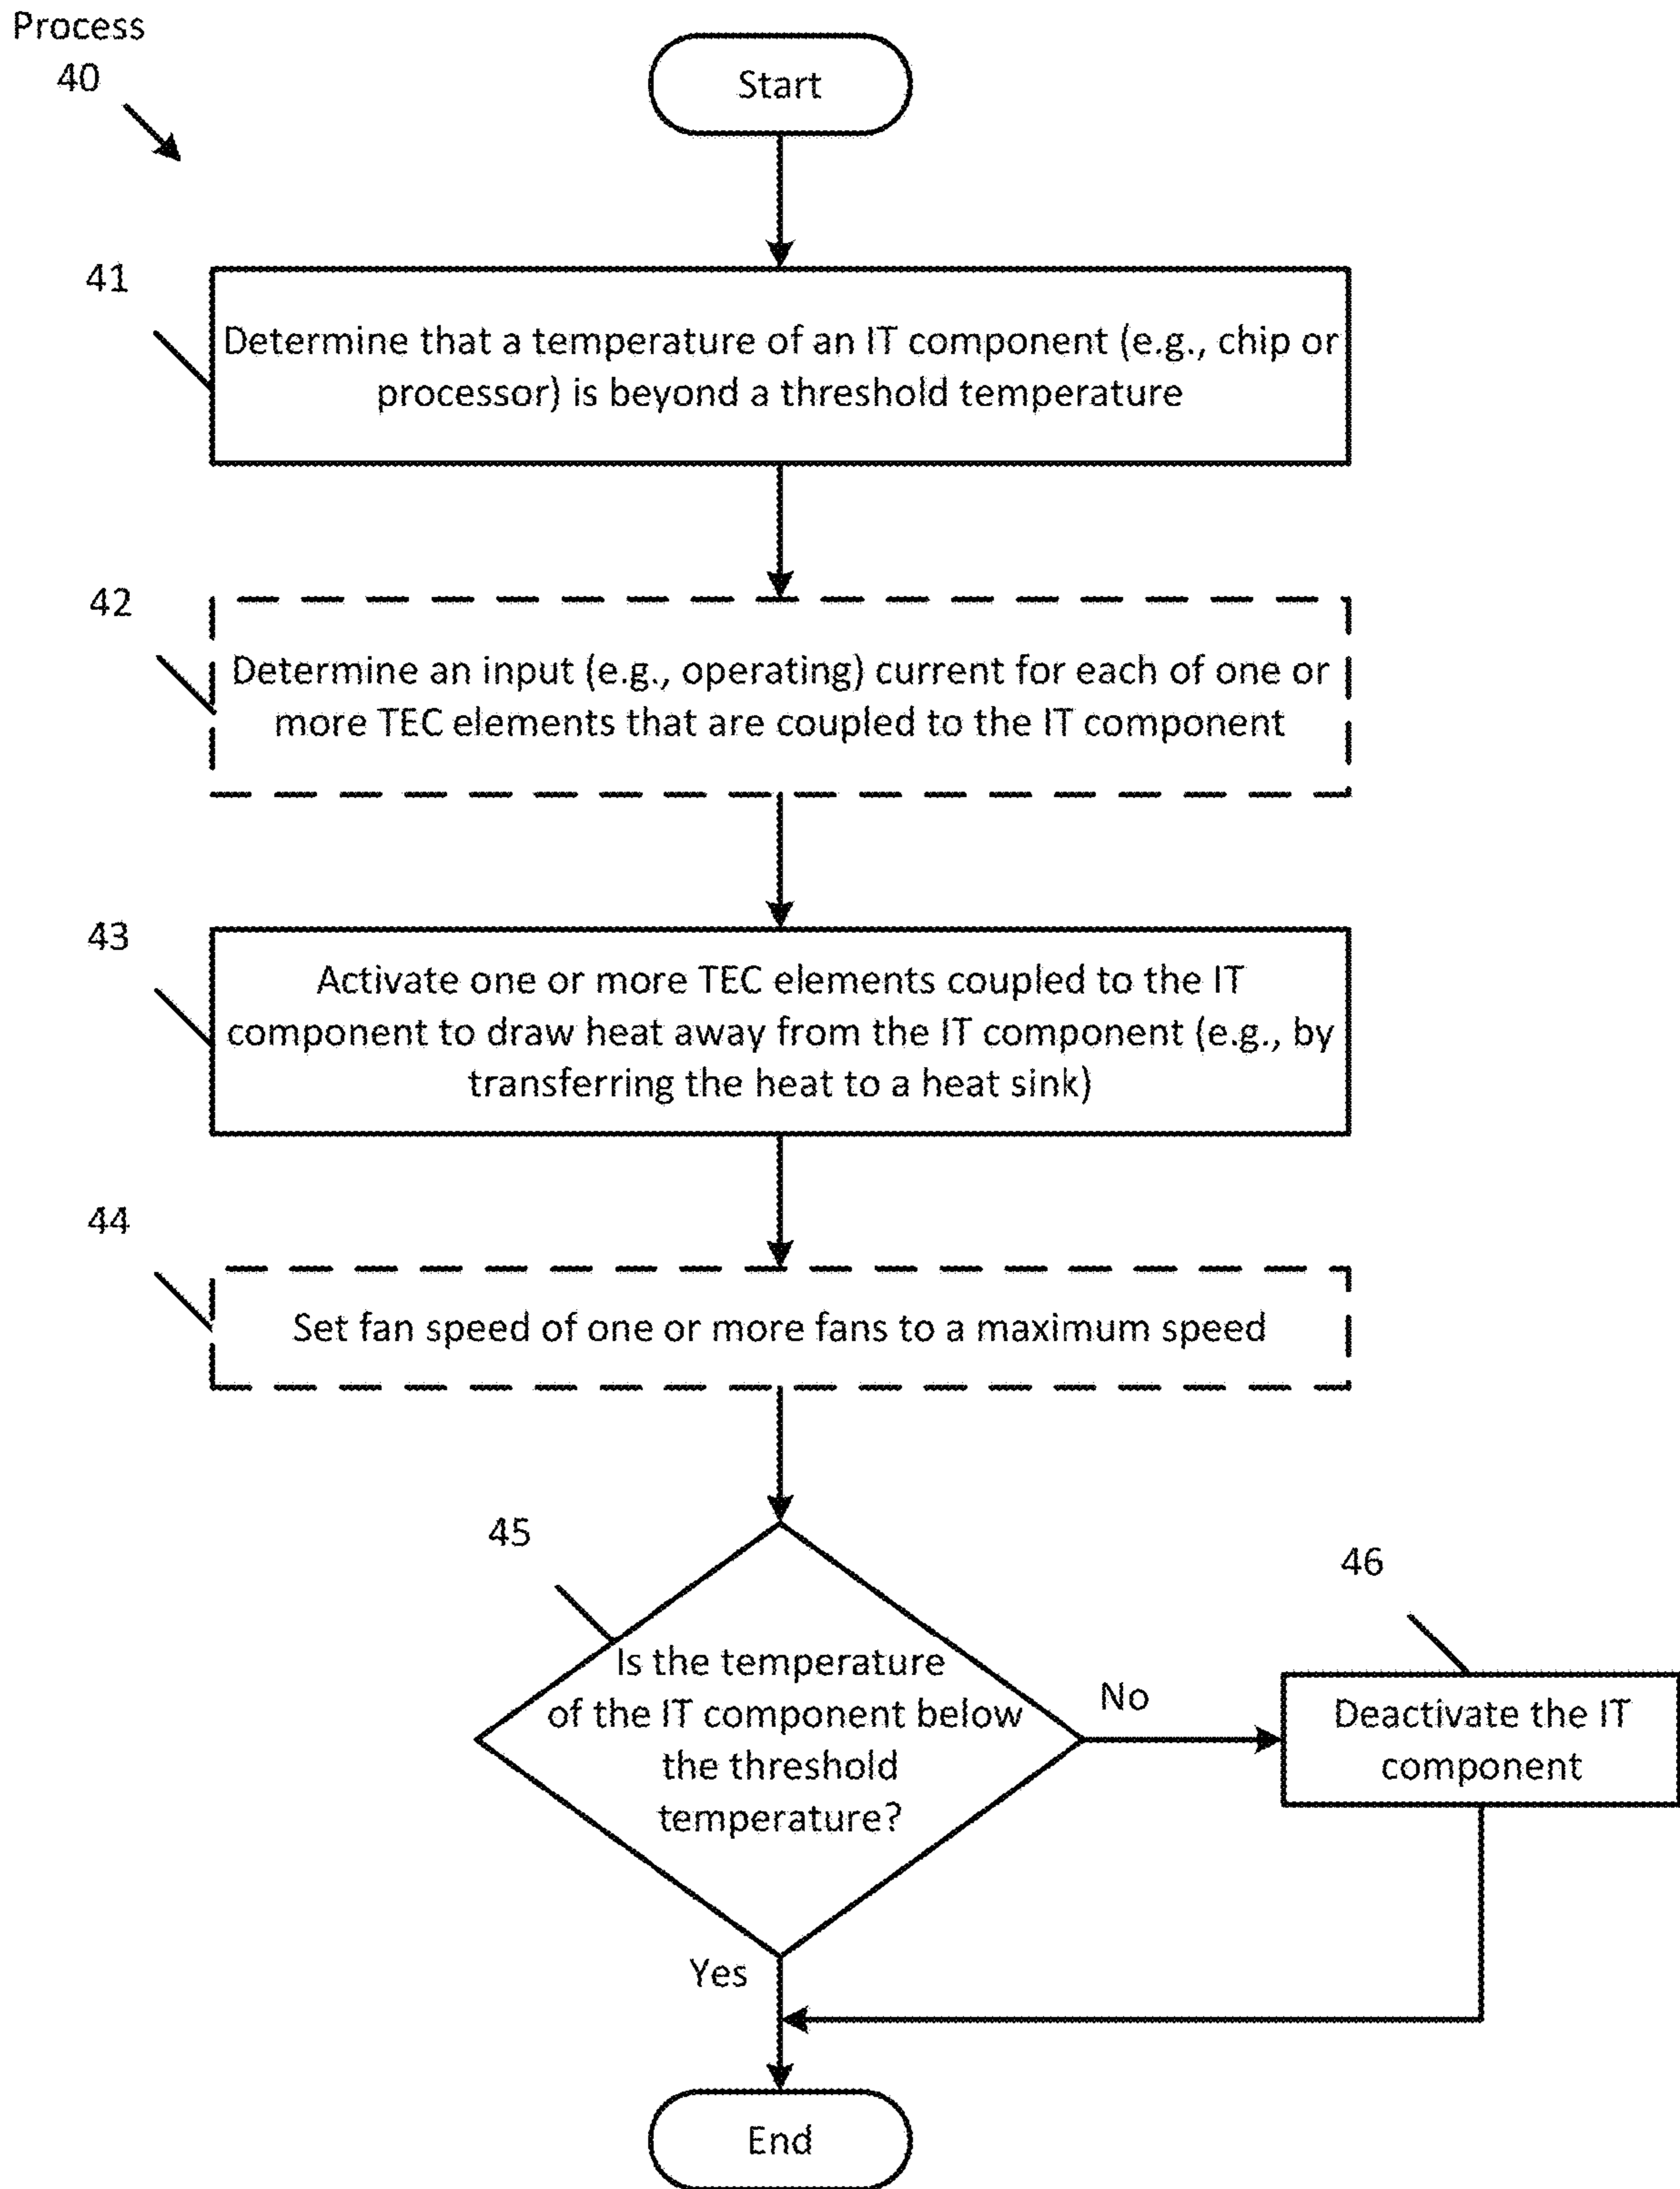 Process
40
Start
41
Determine that a temperature of an IT component (e.g., chip or
processor) is beyond a threshold temperature
42
Determine an input (e.g., operating) current for each of one or
more TEC elements that are coupled to the IT component
43
Activate one or more TEC elements coupled to the IT
component to draw heat away from the IT component (e.g., by
transferring the heat to a heat sink)
44
Set fan speed of one or more fans to a maximum speed
45
Is the temperature
of the IT component below
the threshold
temperature?
No
46
Deactivate the IT
component
Yes
End